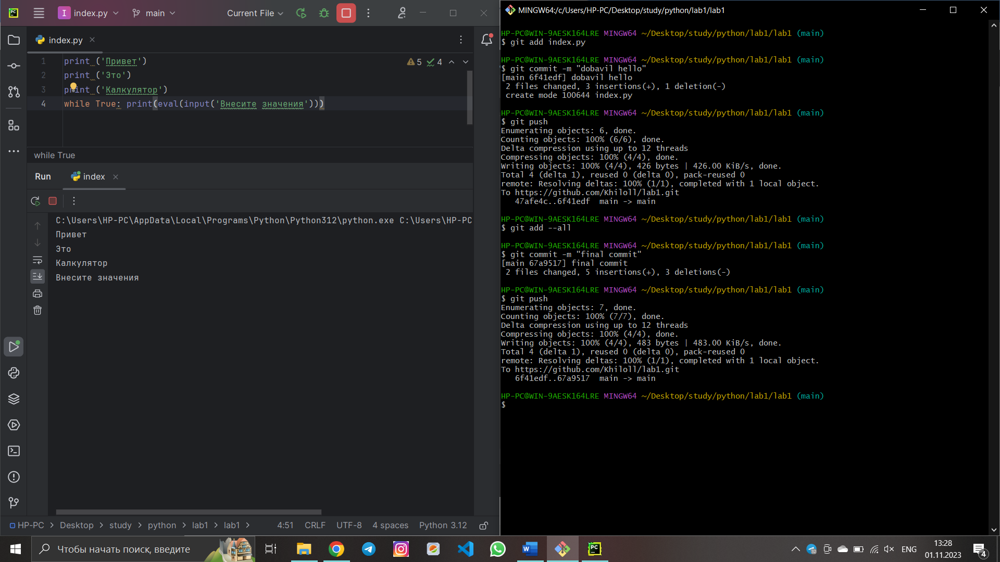 PC
I index.py
main
Current File
index.py
1 print ('Привет')
2 print ('Это')
3 print ('Калкулятор')
4 while True: print(eval(input('Внесите значения')))
5 4
while True
Run
index
C:\Users\HP-PC\AppData\Local\Programs\Python\Python312\python.exe C:\Users\HP-PC
Привет
Это
Калкулятор
Внесите значения
HP-PC > Desktop > study > python > lab1 > lab1 >
4:51 CRLF UTF-8 4 spaces Python 3.12
MINGW64:/c/Users/HP-PC/Desktop/study/python/lab1/lab1
HP-PC@WIN-9AESK164LRE MINGW64 ~/Desktop/study/python/lab1/lab1 (main)
$ git add index.py
HP-PC@WIN-9AESK164LRE MINGW64 ~/Desktop/study/python/lab1/lab1 (main)
$ git commit -m "dobavil hello"
[main 6f41edf] dobavil hello
2 files changed, 3 insertions(+), 1 deletion(-)
create mode 100644 index.py
HP-PC@WIN-9AESK164LRE MINGW64 ~/Desktop/study/python/lab1/lab1 (main)
$ git push
Enumerating objects: 6, done.
Counting objects: 100% (6/6), done.
Delta compression using up to 12 threads
Compressing objects: 100% (4/4), done.
Writing objects: 100% (4/4), 426 bytes | 426.00 KiB/s, done.
Total 4 (delta 1), reused 0 (delta 0), pack-reused 0
remote: Resolving deltas: 100% (1/1), completed with 1 local object.
To https://github.com/Khiloll/lab1.git
47afe4c..6f41edf  main -> main
HP-PC@WIN-9AESK164LRE MINGW64 ~/Desktop/study/python/lab1/lab1 (main)
$ git add --all
HP-PC@WIN-9AESK164LRE MINGW64 ~/Desktop/study/python/lab1/lab1 (main)
$ git commit -m "final commit"
[main 67a9517] final commit
2 files changed, 5 insertions(+), 3 deletions(-)
HP-PC@WIN-9AESK164LRE MINGW64 ~/Desktop/study/python/lab1/lab1 (main)
$ git push
Enumerating objects: 7, done.
Counting objects: 100% (7/7), done.
Delta compression using up to 12 threads
Compressing objects: 100% (4/4), done.
Writing objects: 100% (4/4), 483 bytes | 483.00 KiB/s, done.
Total 4 (delta 1), reused 0 (delta 0), pack-reused 0
remote: Resolving deltas: 100% (1/1), completed with 1 local object.
To https://github.com/Khiloll/lab1.git
6f41edf..67a9517  main -> main
HP-PC@WIN-9AESK164LRE MINGW64 ~/Desktop/study/python/lab1/lab1 (main)
$
Чтобы начать поиск, введите
W
PC
32
ENG
13:28
01.11.2023
4